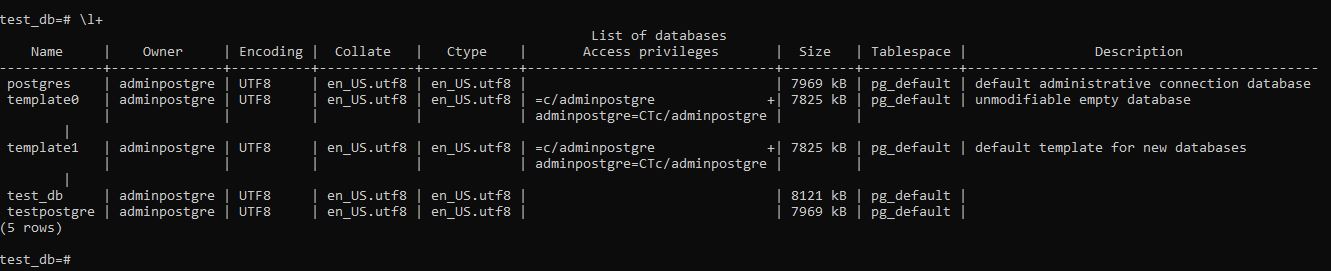 test_db=# \l+
                                                                          List of databases
    Name     |    Owner     | Encoding |  Collate   |   Ctype    |       Access privileges       |  Size   | Tablespace |                Description
-------------+--------------+----------+------------+------------+-------------------------------+---------+------------+--------------------------------------------
 postgres    | adminpostgre | UTF8     | en_US.utf8 | en_US.utf8 |                               | 7969 kB | pg_default | default administrative connection database
 template0   | adminpostgre | UTF8     | en_US.utf8 | en_US.utf8 | =c/adminpostgre              +| 7825 kB | pg_default | unmodifiable empty database
             |              |          |            |            | adminpostgre=CTc/adminpostgre |         |
        |
 template1   | adminpostgre | UTF8     | en_US.utf8 | en_US.utf8 | =c/adminpostgre              +| 7825 kB | pg_default | default template for new databases
             |              |          |            |            | adminpostgre=CTc/adminpostgre |         |
        |
 test_db     | adminpostgre | UTF8     | en_US.utf8 | en_US.utf8 |                               | 8121 kB | pg_default |
 testpostgre | adminpostgre | UTF8     | en_US.utf8 | en_US.utf8 |                               | 7969 kB | pg_default |
(5 rows)
test_db=#